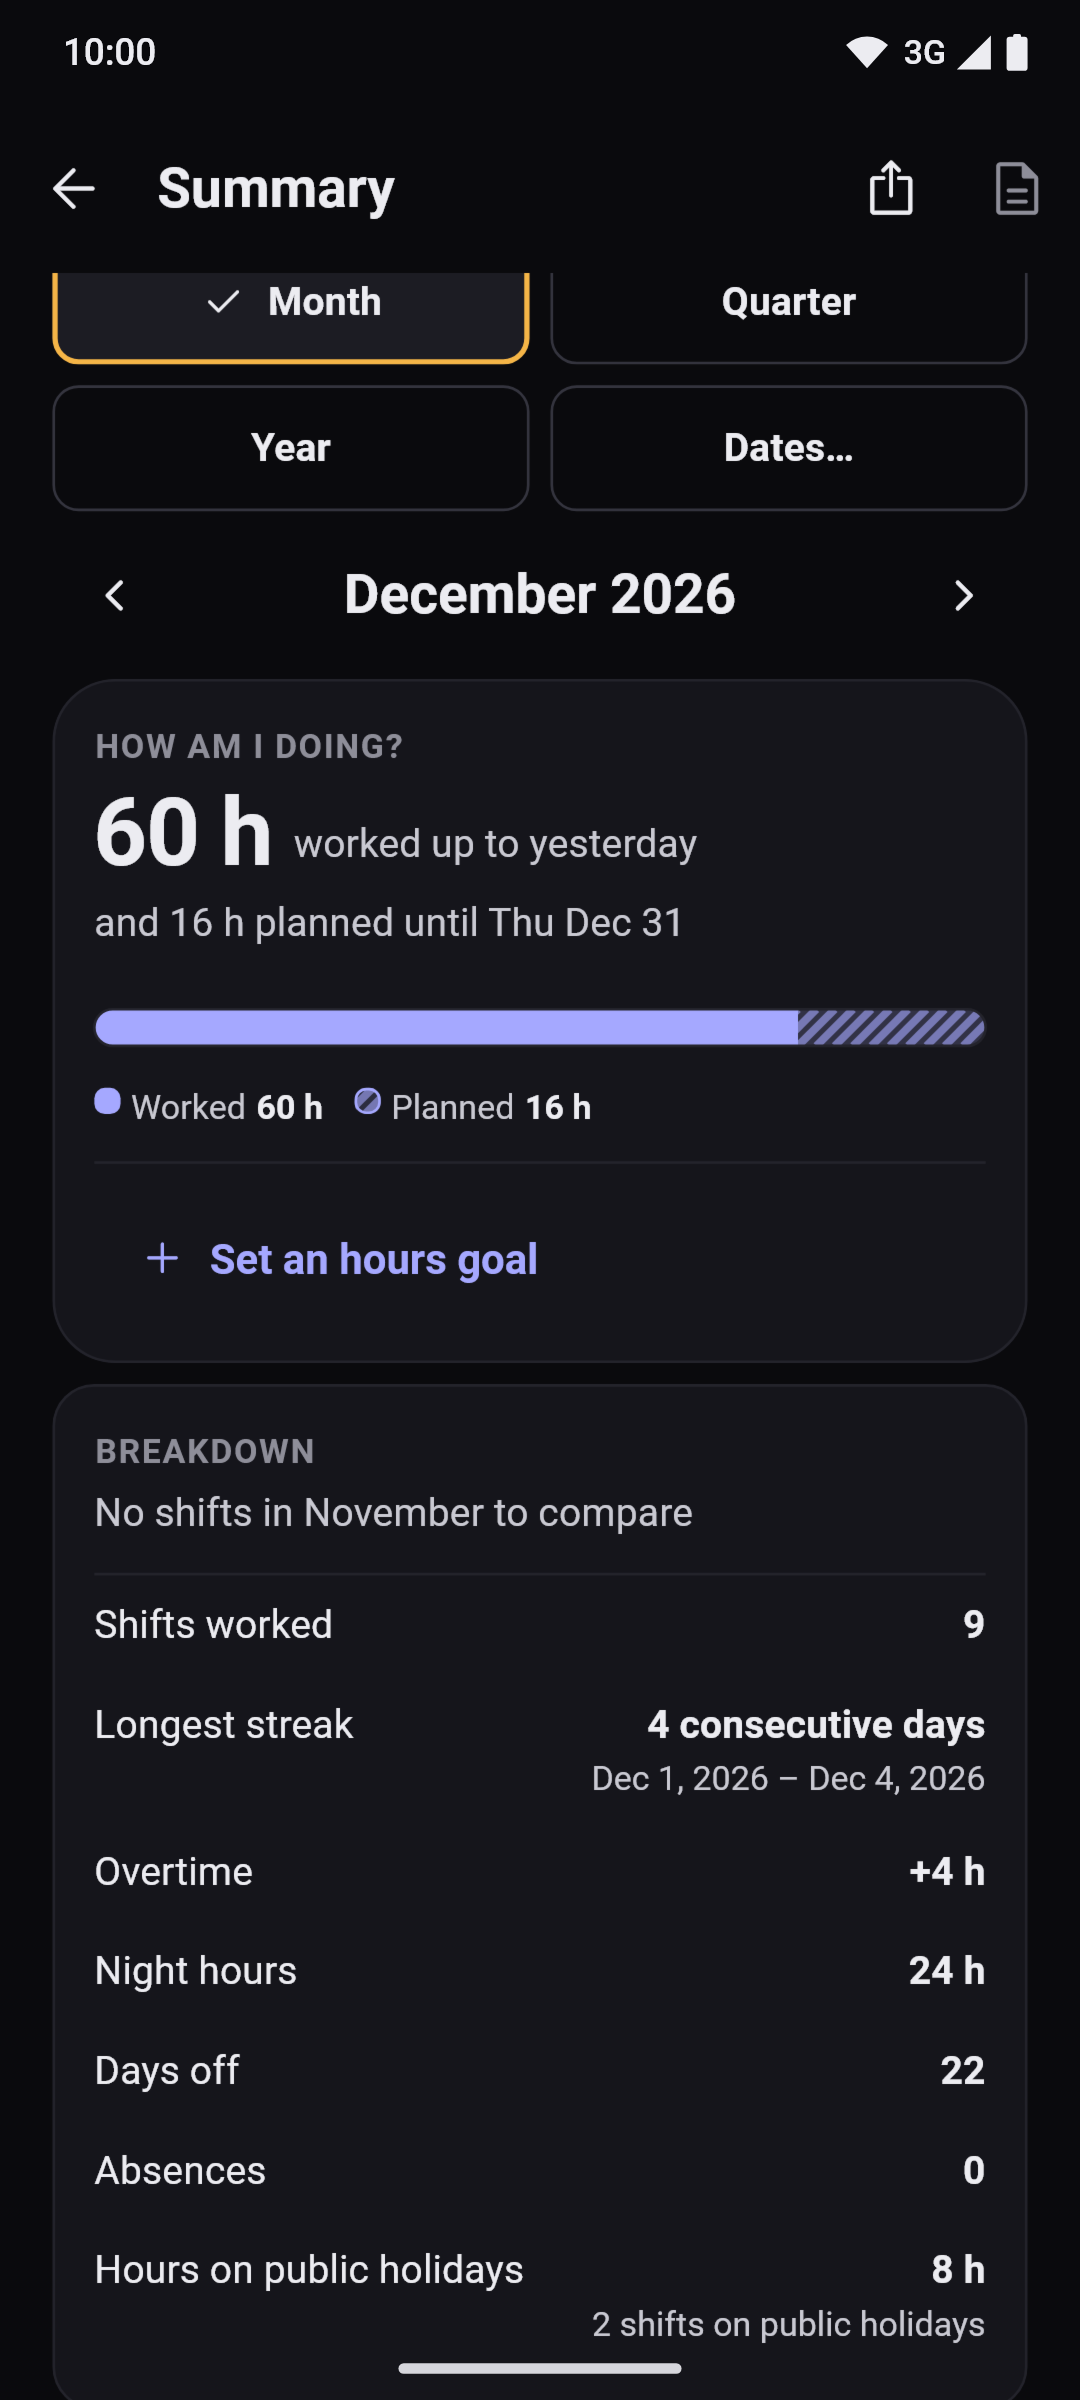 10:00
3G
Summary
Month
Quarter
Year
Dates...
December 2026
HOW AM I DOING?
60 h worked up to yesterday
and 16 h planned until Thu Dec 31
Worked 60 h Planned 16 h
Set an hours goal
BREAKDOWN
No shifts in November to compare
Shifts worked 9
Longest streak 4 consecutive days
Dec 1, 2026 – Dec 4, 2026
Overtime +4 h
Night hours 24 h
Days off 22
Absences 0
Hours on public holidays 8 h
2 shifts on public holidays